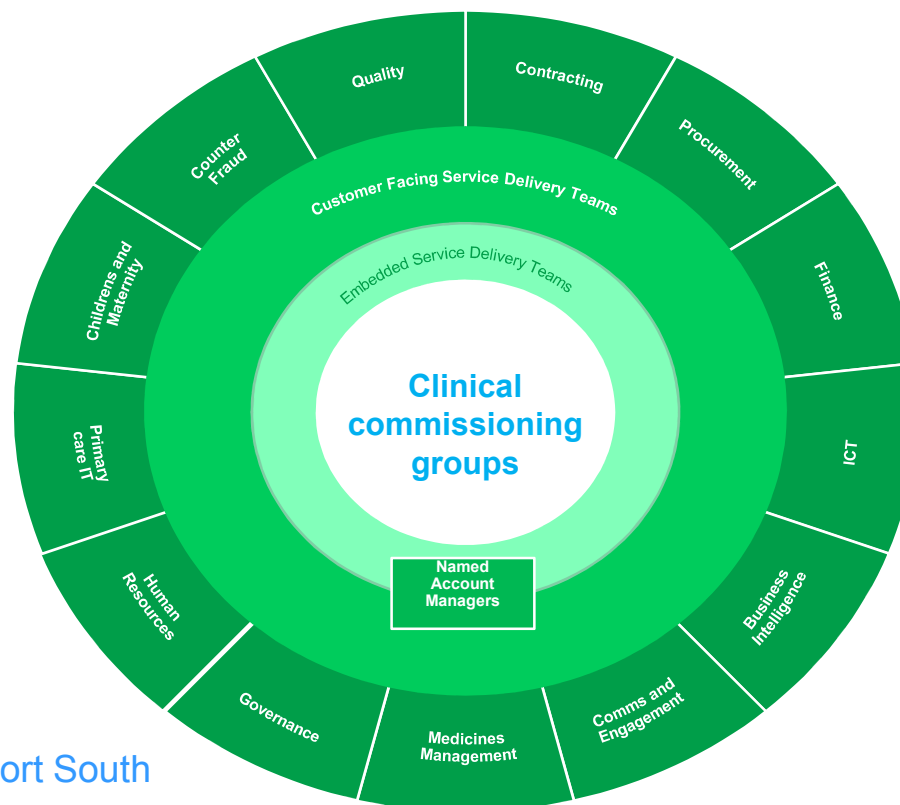 Quality
Contracting
Counter
Fraud
Procurement
Customer Facing Service Delivery Teams
Childrens and
Maternity
Embedded Service Delivery Teams
Finance
Clinical
commissioning
groups
Primary
care IT
ICT
Named
Account
Managers
Human
Resources
Business
Intelligence
Governance
Medicines
Management
Comms and
Engagement
ort South